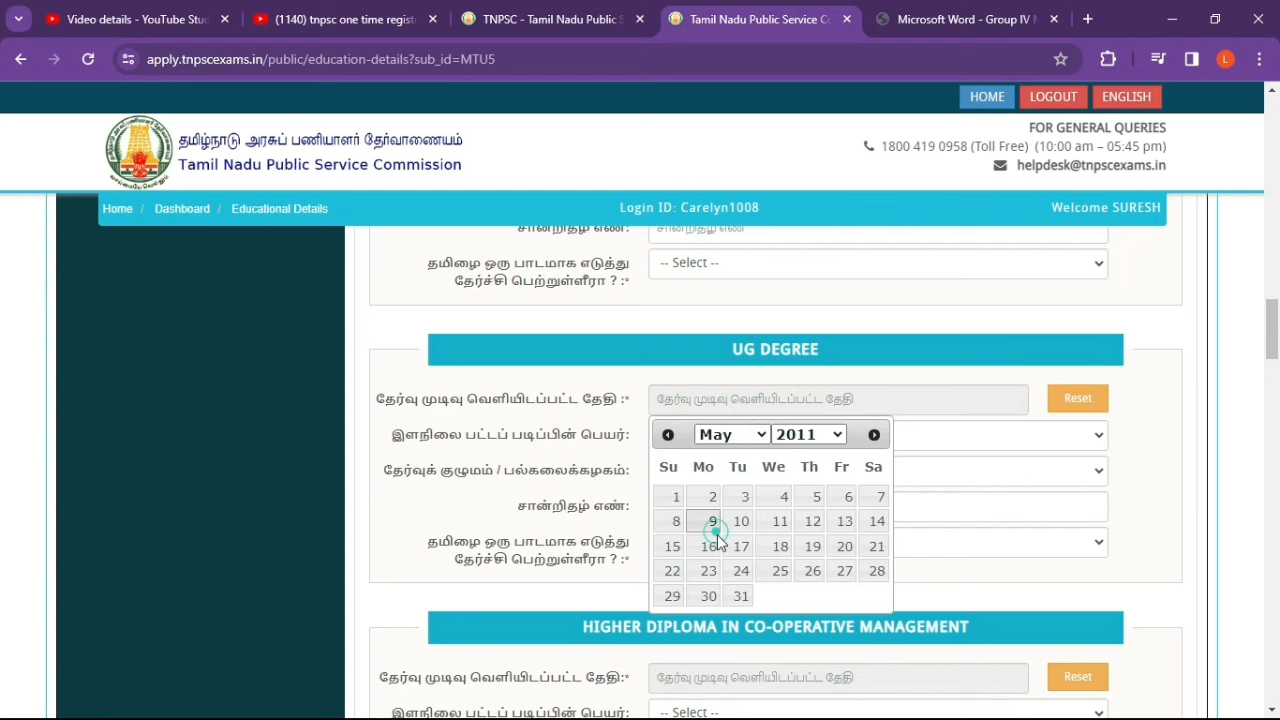 Video details - YouTube Stu
(1140) tnpsc one time regist
TNPSC - Tamil Nadu Public S
Tamil Nadu Public Service Co
Microsoft Word - Group IV N
apply.tnpscexams.in/public/education-details?sub_id=MTU5
L
HOME
LOGOUT
ENGLISH
தமிழ்நாடு அரசுப் பணியாளர் தேர்வாணையம்
Tamil Nadu Public Service Commission
FOR GENERAL QUERIES
1800 419 0958 (Toll Free) (10:00 am – 05:45 pm)
helpdesk@tnpscexams.in
Home / Dashboard / Educational Details
Login ID: Carelyn1008
Welcome SURESH
சான்றிதழ் எண்:
சான்றிதழ் எண்
தமிழை ஒரு பாடமாக எடுத்து
தேர்ச்சி பெற்றுள்ளீரா ? :*
-- Select --
UG DEGREE
தேர்வு முடிவு வெளியிடப்பட்ட தேதி :*
தேர்வு முடிவு வெளியிடப்பட்ட தேதி
Reset
இளநிலை பட்டப் படிப்பின் பெயர்:
May 2011
Su Mo Tu We Th Fr Sa
தேர்வுக் குழுமம் / பல்கலைக்கழகம்:
1 2 3 4 5 6 7
சான்றிதழ் எண்:
8 9 10 11 12 13 14
தமிழை ஒரு பாடமாக எடுத்து
தேர்ச்சி பெற்றுள்ளீரா ? :*
15 16 17 18 19 20 21
22 23 24 25 26 27 28
29 30 31
HIGHER DIPLOMA IN CO-OPERATIVE MANAGEMENT
தேர்வு முடிவு வெளியிடப்பட்ட தேதி:*
தேர்வு முடிவு வெளியிடப்பட்ட தேதி
Reset
இளநிலை பட்டப் படிப்பின் பெயர்:
-- Select --